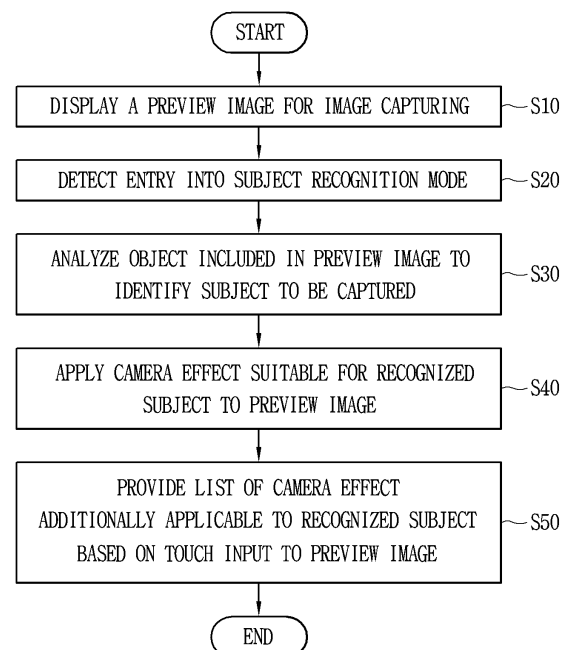 START
DISPLAY A PREVIEW IMAGE FOR IMAGE CAPTURING
S10
DETECT ENTRY INTO SUBJECT RECOGNITION MODE
S20
ANALYZE OBJECT INCLUDED IN PREVIEW IMAGE TO
IDENTIFY SUBJECT TO BE CAPTURED
S30
APPLY CAMERA EFFECT SUITABLE FOR RECOGNIZED
SUBJECT TO PREVIEW IMAGE
S40
PROVIDE LIST OF CAMERA EFFECT
ADDITIONALLY APPLICABLE TO RECOGNIZED SUBJECT
BASED ON TOUCH INPUT TO PREVIEW IMAGE
S50
END